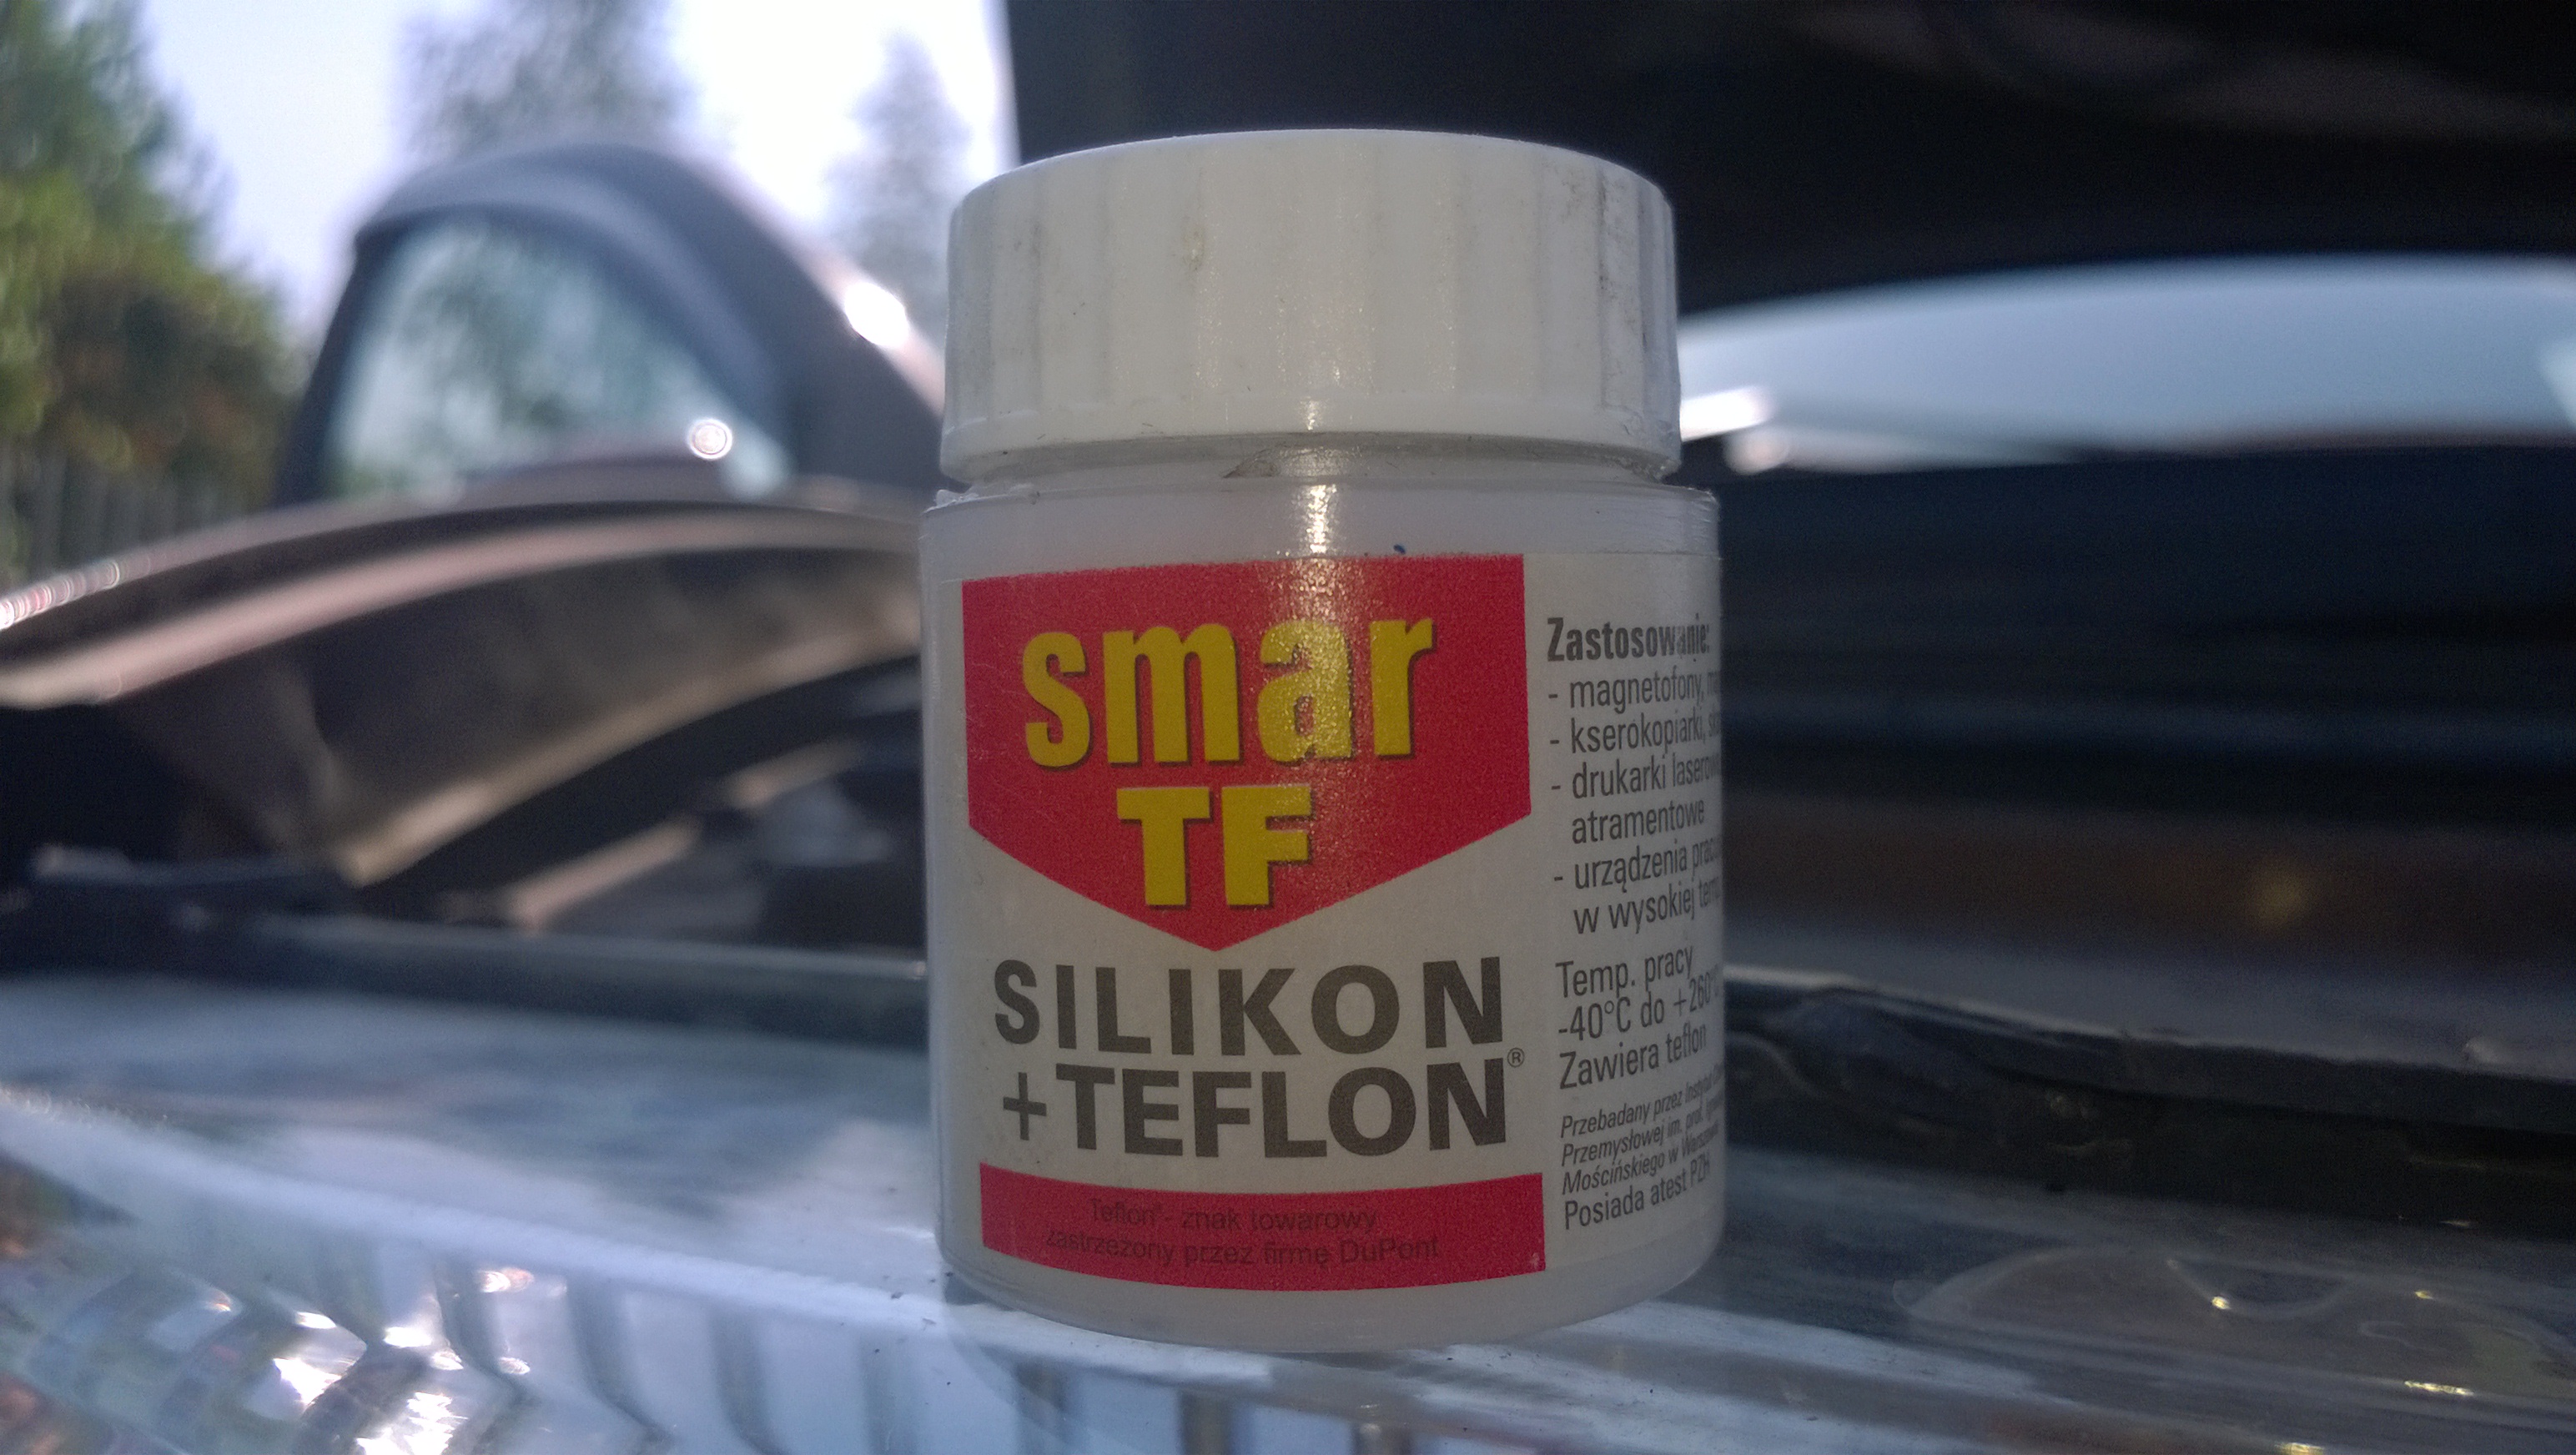 smar
TF
SILIKON
+TEFLON®
Teflon® - znak towarowy
zastrzeżony przez firmę DuPont
Zastosowanie:
- magnetofony,
- kserokopiarki,
- drukarki
atramentowe
- urządzenia
w wysokiej
Temp. pracy
-40°C do +260°
Zawiera teflon
Przebadany przez
Przemysłowej im. prof.
Mościńskiego w
Posiada atest PZH